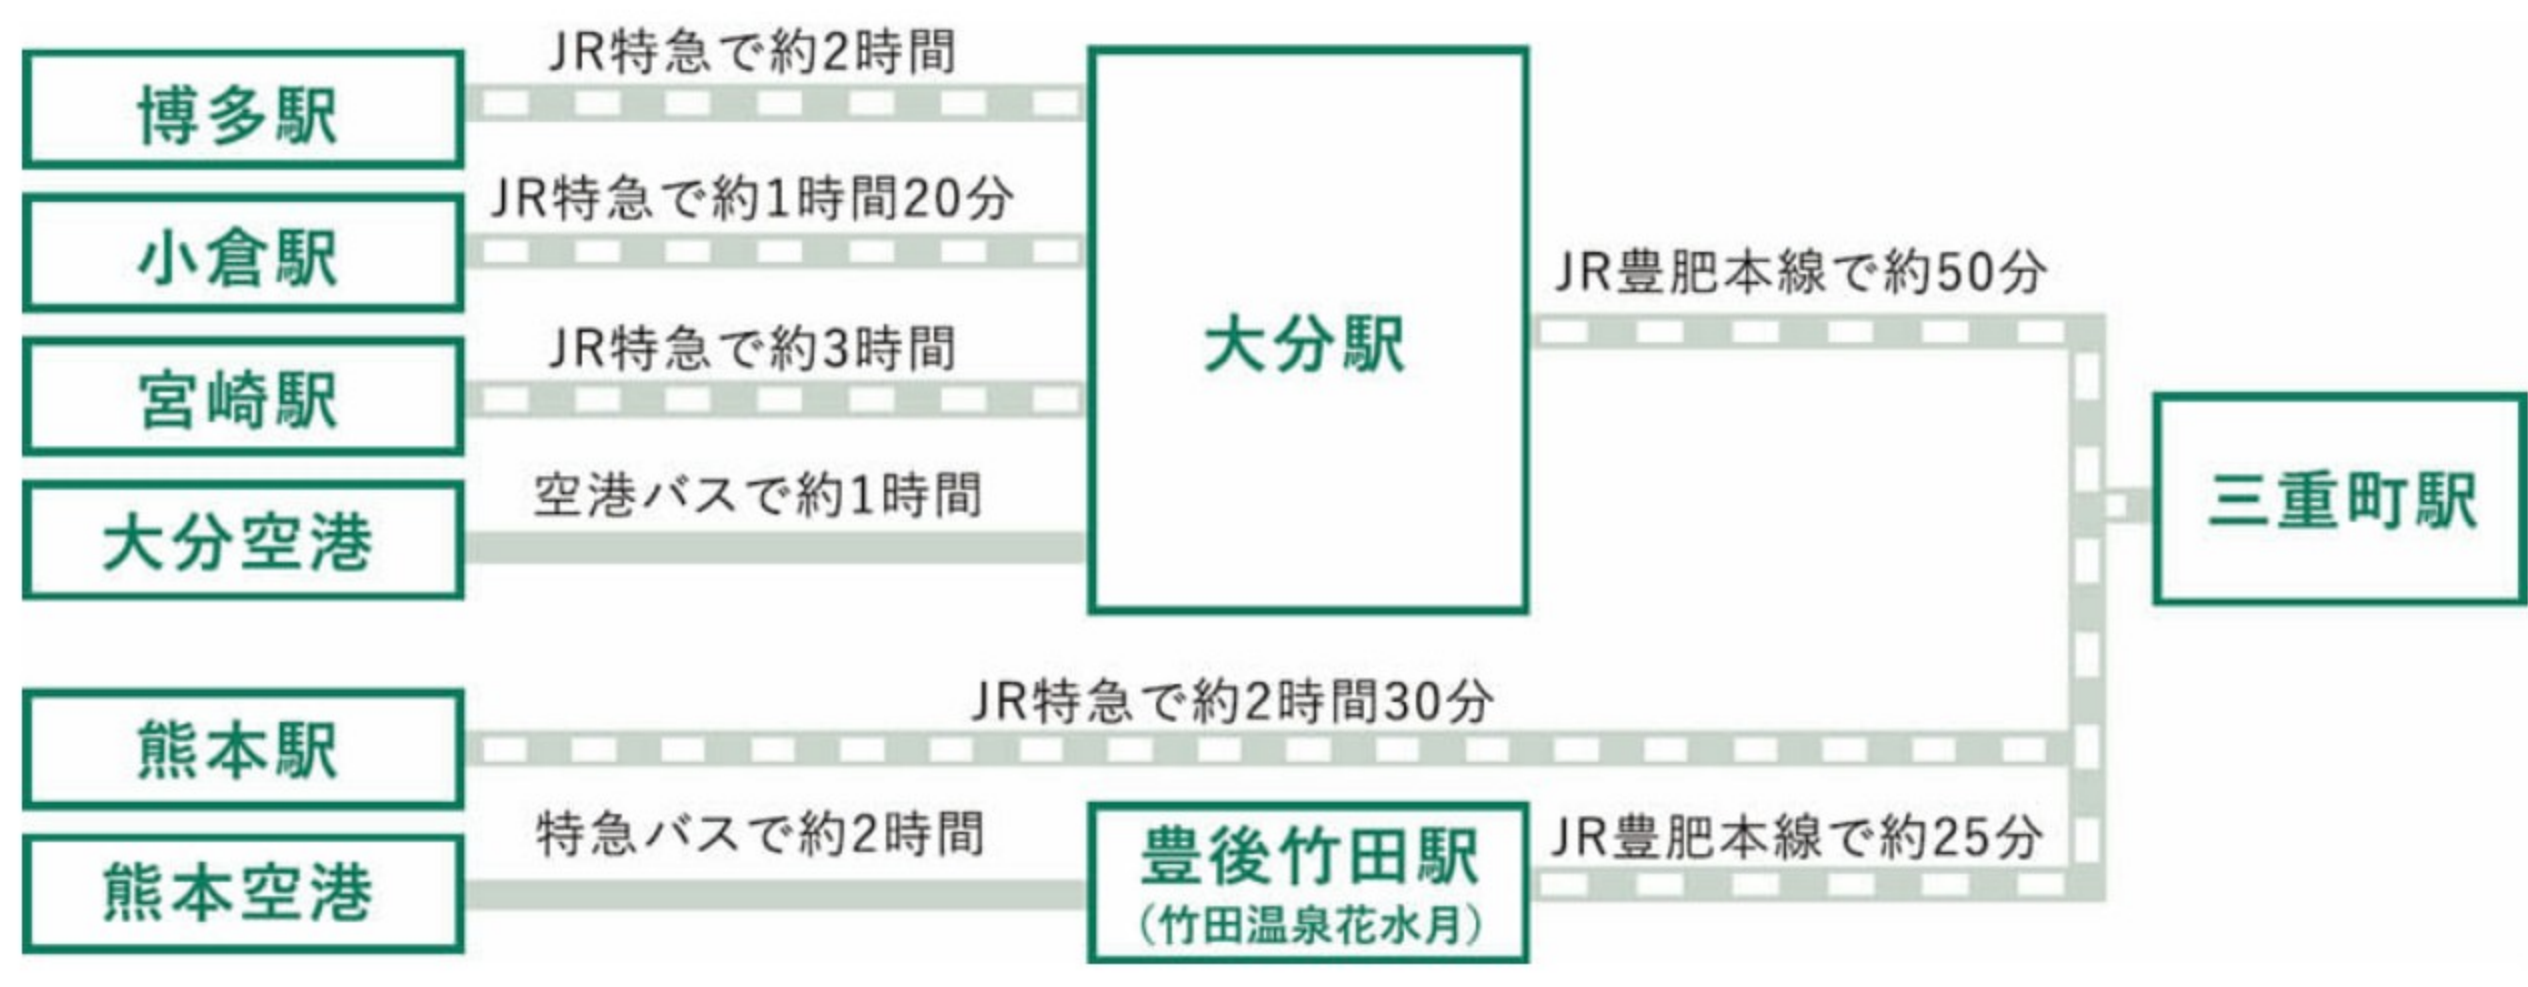 JR特急で約2時間
博多駅
JR特急で約1時間20分
小倉駅
JR特急で約3時間
宮崎駅
空港バスで約1時間
大分空港
大分駅
JR豊肥本線で約50分
三重町駅
JR特急で約2時間30分
熊本駅
特急バスで約2時間
熊本空港
豊後竹田駅
（竹田温泉花水月）
JR豊肥本線で約25分